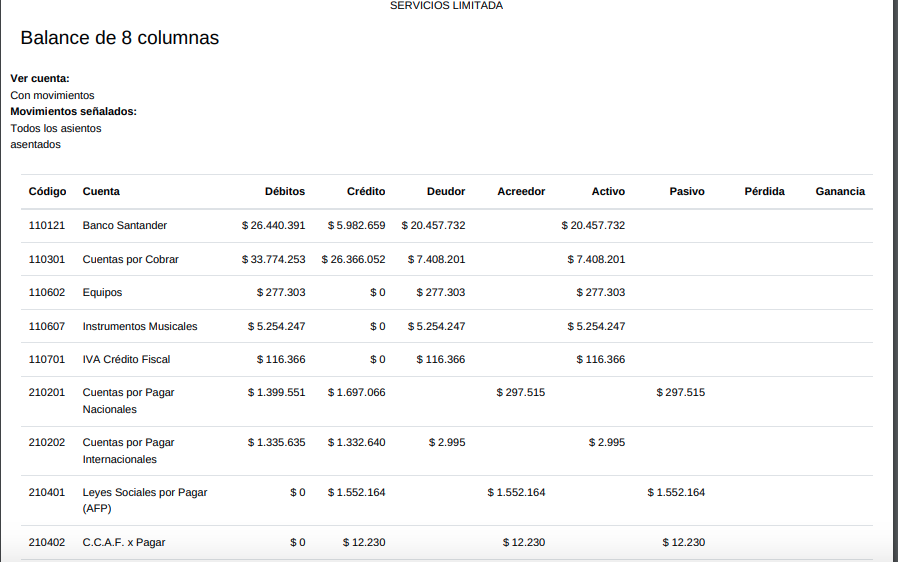 SERVICIOS LIMITADA
Balance de 8 columnas
Ver cuenta:
Con movimientos
Movimientos señalados:
Todos los asientos
asentados
Código Cuenta Débitos Crédito Deudor Acreedor Activo Pasivo Pérdida Ganancia
110121 Banco Santander $ 26.440.391 $ 5.982.659 $ 20.457.732 $ 20.457.732
110301 Cuentas por Cobrar $ 33.774.253 $ 26.366.052 $ 7.408.201 $ 7.408.201
110602 Equipos $ 277.303 $ 0 $ 277.303 $ 277.303
110607 Instrumentos Musicales $ 5.254.247 $ 0 $ 5.254.247 $ 5.254.247
110701 IVA Crédito Fiscal $ 116.366 $ 0 $ 116.366 $ 116.366
210201 Cuentas por Pagar $ 1.399.551 $ 1.697.066 $ 297.515 $ 297.515
Nacionales
210202 Cuentas por Pagar $ 1.335.635 $ 1.332.640 $ 2.995 $ 2.995
Internacionales
210401 Leyes Sociales por Pagar $ 0 $ 1.552.164 $ 1.552.164 $ 1.552.164
(AFP)
210402 C.C.A.F. x Pagar $ 0 $ 12.230 $ 12.230 $ 12.230